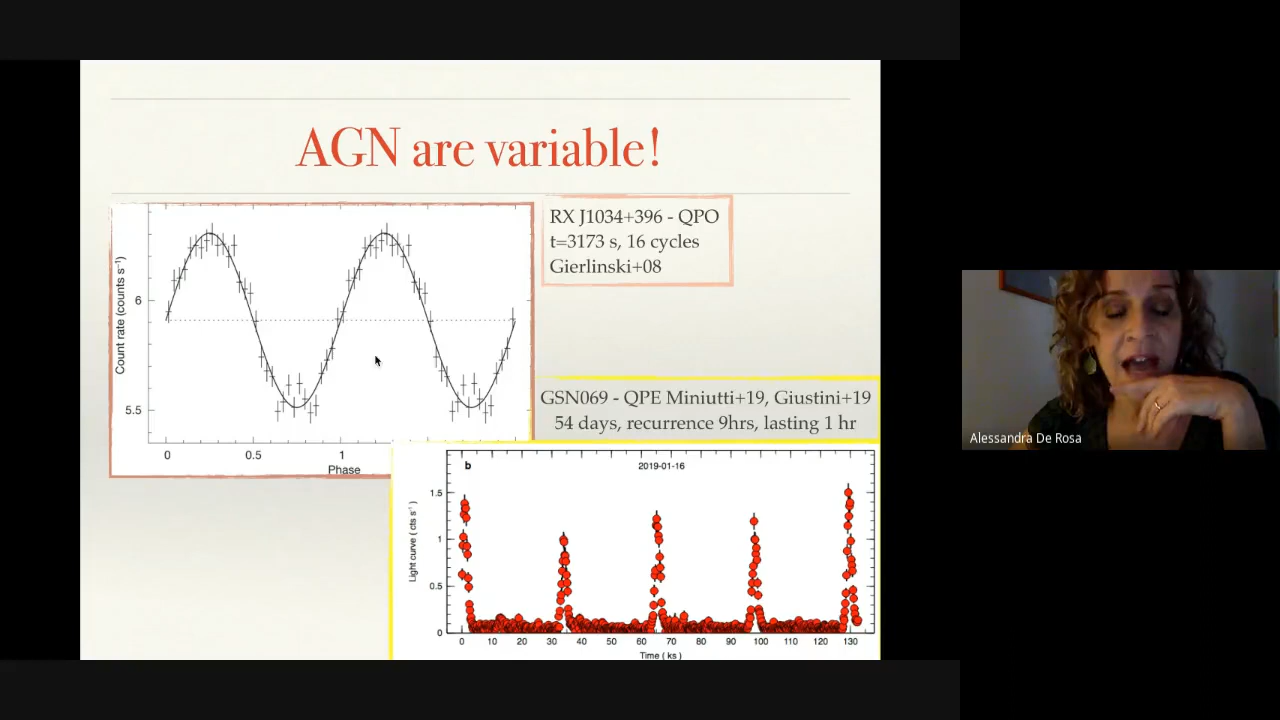 AGN are variable!
RX J1034+396 - QPO
t=3173 s, 16 cycles
Gierlinski+08
Count rate (counts s⁻¹)
6
5.5
0
0.5
1
Phase
GSN069 - QPE Miniutti+19, Giustini+19
54 days, recurrence 9hrs, lasting 1 hr
b
2019-01-16
Light curve ( cts s⁻¹ )
1.5
1
0.5
0
0 10 20 30 40 50 60 70 80 90 100 110 120 130
Time ( ks )
Alessandra De Rosa